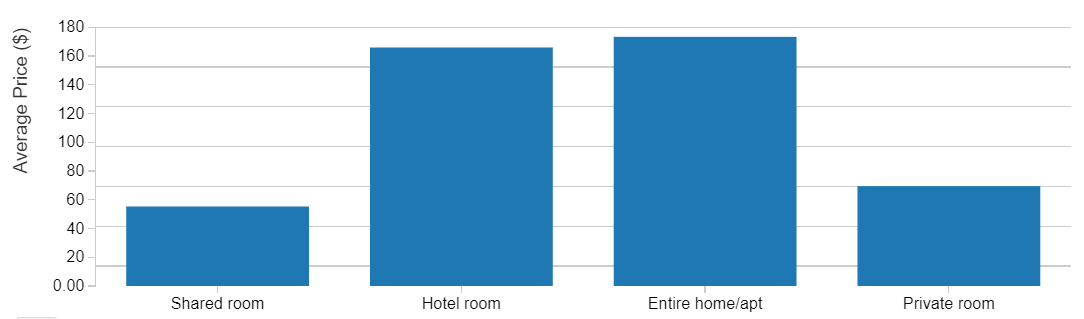 Average Price ($)
180
160
140
120
100
80
60
40
20
0.00
Shared room
Hotel room
Entire home/apt
Private room